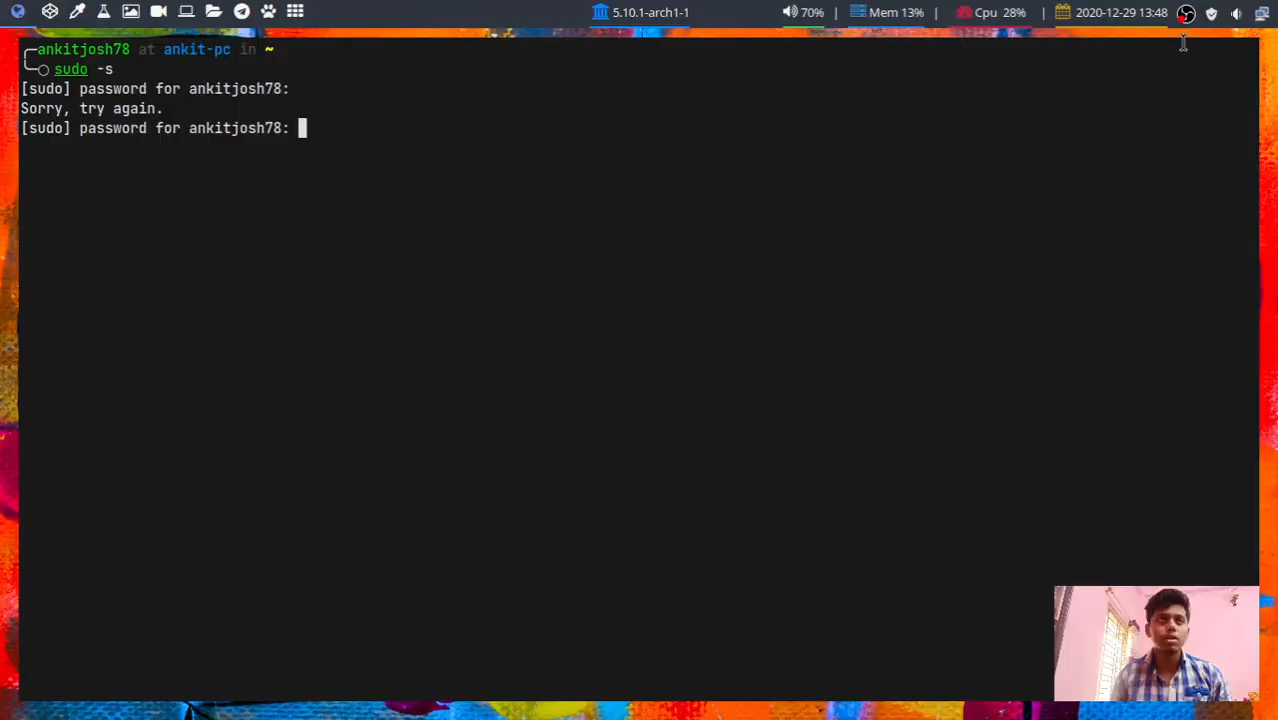 5.10.1-arch1-1 70% | Mem 13% | Cpu 28% | 2020-12-29 13:48
ankitjosh78 at ankit-pc in ~
sudo -s
[sudo] password for ankitjosh78:
Sorry, try again.
[sudo] password for ankitjosh78: